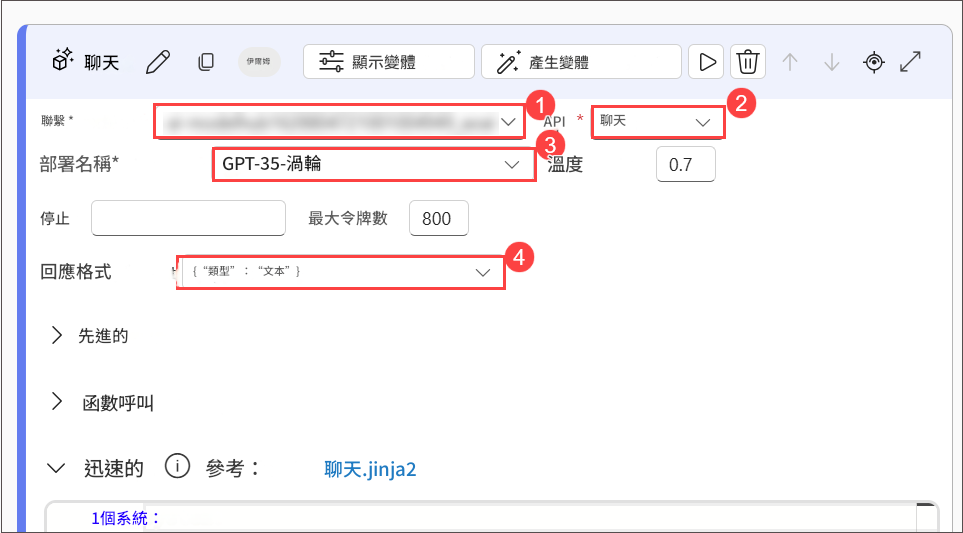 聊天 伊爾姆 顯示變體 產生變體
聯繫 * 1 API * 聊天 2
部署名稱* GPT-35-渦輪 3 溫度 0.7
停止 最大令牌數 800
回應格式 {“類型”：“文本”} 4
先進的
函數呼叫
迅速的 參考： 聊天.jinja2
1個系統：